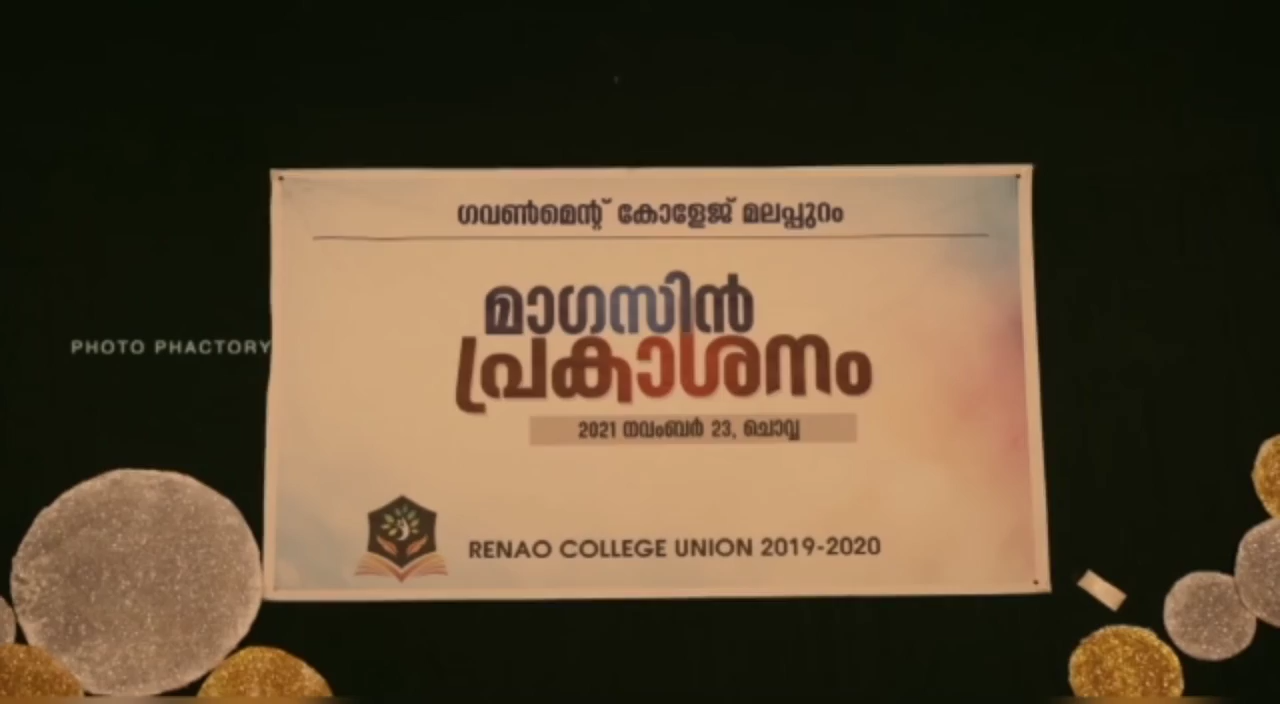 ഗവൺമെന്റ് കോളേജ് മലപ്പുറം
മാഗസിൻ
പ്രകാശനം
2021 നവംബർ 23, ചൊവ്വ
PHOTO PHACTORY
RENAO COLLEGE UNION 2019-2020